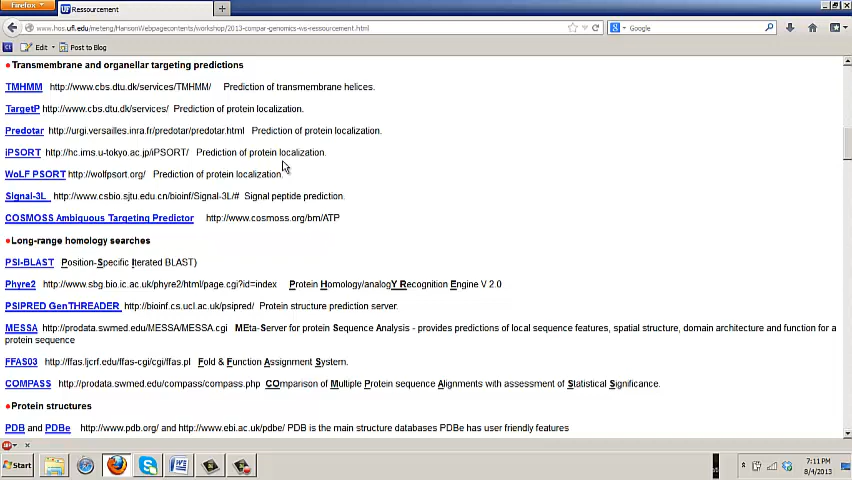 Firefox
Ressourcement
www.hos.ufl.edu/meteng/HansonWebpagecontents/workshop/2013-compar-genomics-ws-ressourcement.html
Google
Edit
Post to Blog
Transmembrane and organellar targeting predictions
TMHMM http://www.cbs.dtu.dk/services/TMHMM/ Prediction of transmembrane helices.
TargetP http://www.cbs.dtu.dk/services/ Prediction of protein localization.
Predotar http://urgi.versailles.inra.fr/predotar/predotar.html Prediction of protein localization.
iPSORT http://hc.ims.u-tokyo.ac.jp/iPSORT/ Prediction of protein localization.
WoLF PSORT http://wolfpsort.org/ Prediction of protein localization.
Signal-3L http://www.csbio.sjtu.edu.cn/bioinf/Signal-3L/# Signal peptide prediction.
COSMOSS Ambiguous Targeting Predictor http://www.cosmoss.org/bm/ATP
Long-range homology searches
PSI-BLAST Position-Specific Iterated BLAST)
Phyre2 http://www.sbg.bio.ic.ac.uk/phyre2/html/page.cgi?id=index Protein Homology/analogY Recognition Engine V 2.0
PSIPRED GenTHREADER http://bioinf.cs.ucl.ac.uk/psipred/ Protein structure prediction server.
MESSA http://prodata.swmed.edu/MESSA/MESSA.cgi MEta-Server for protein Sequence Analysis - provides predictions of local sequence features, spatial structure, domain architecture and function for a
protein sequence
FFAS03 http://ffas.ljcrf.edu/ffas-cgi/cgi/ffas.pl Fold & Function Assignment System.
COMPASS http://prodata.swmed.edu/compass/compass.php COmparison of Multiple Protein sequence Alignments with assessment of Statistical Significance.
Protein structures
PDB and PDBe http://www.pdb.org/ and http://www.ebi.ac.uk/pdbe/ PDB is the main structure databases PDBe has user friendly features
Start
7:11 PM
8/4/2013